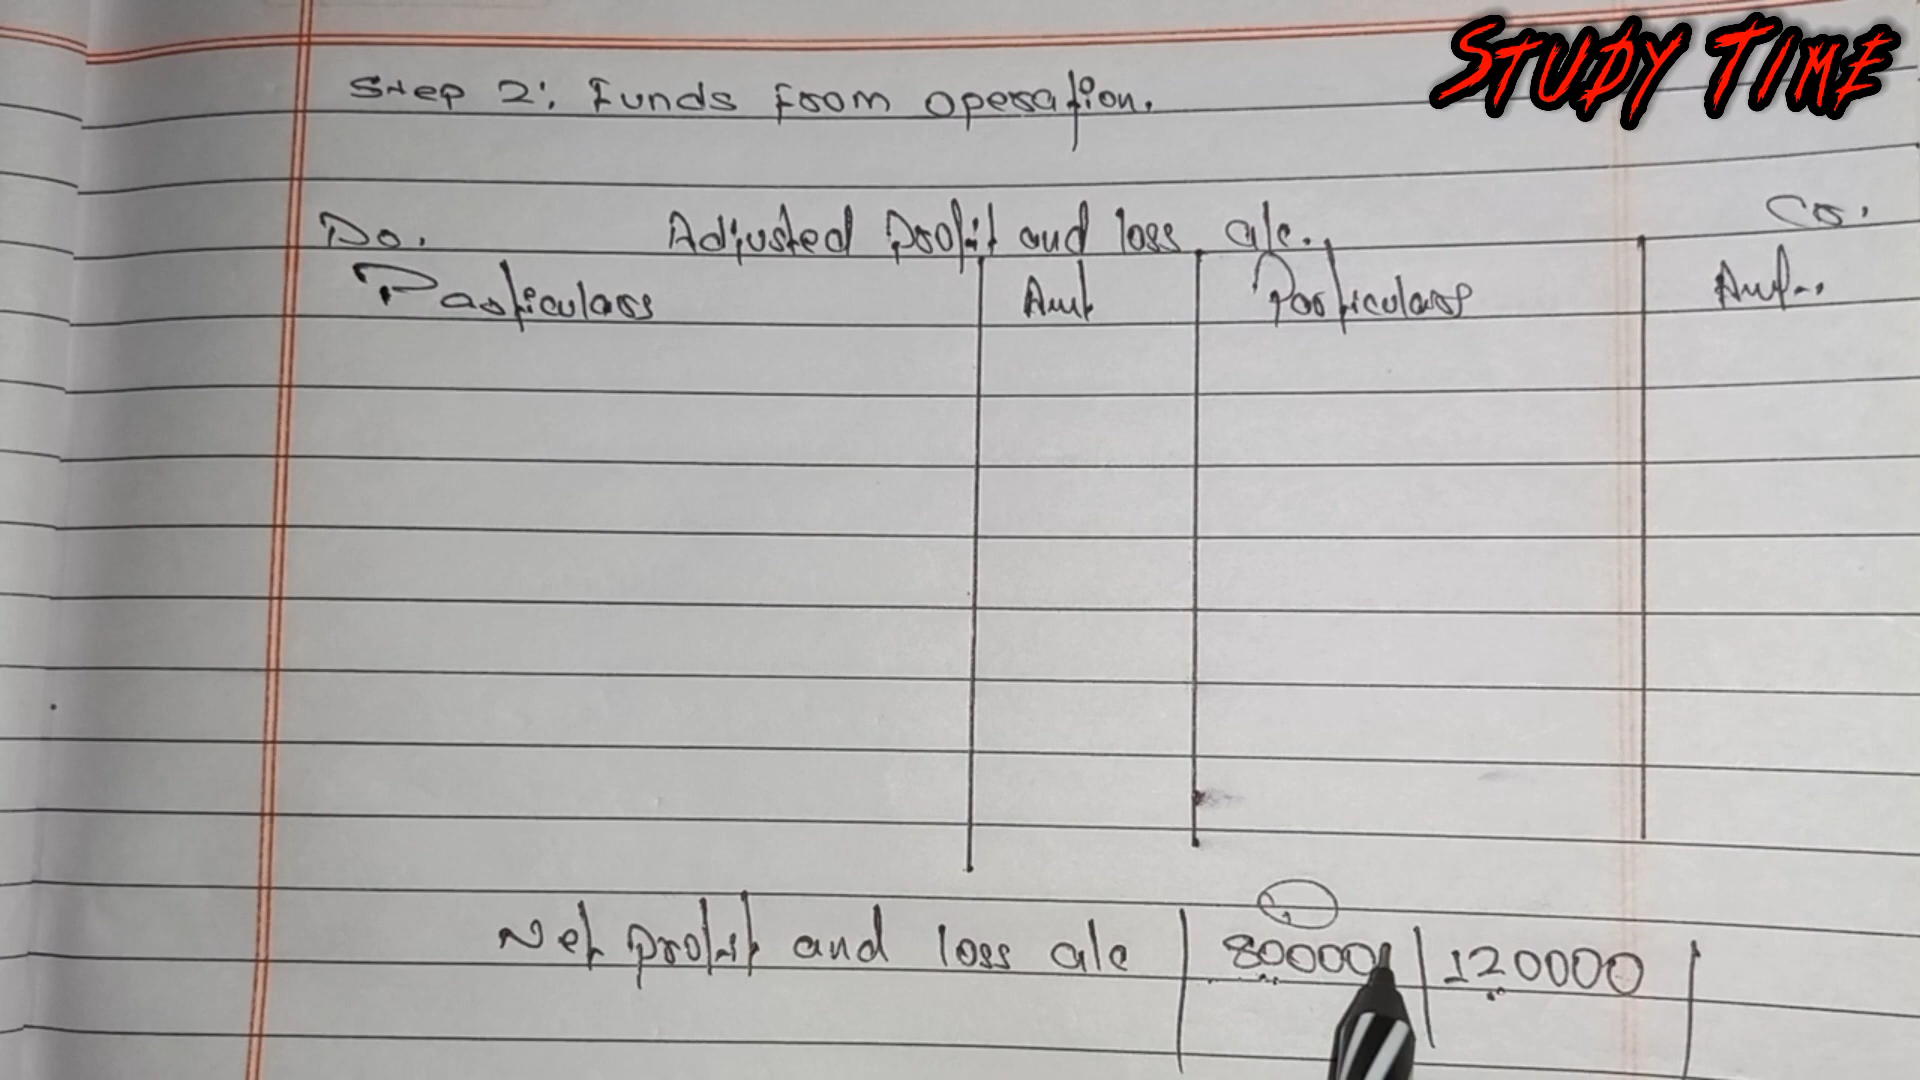 STUDY TIME
Step 2: Funds from operation.
Dr. Adjusted Profit and loss a/c. Cr.
Particulars Amt Particulars Amt..
Net profit and loss a/c 80000 120000